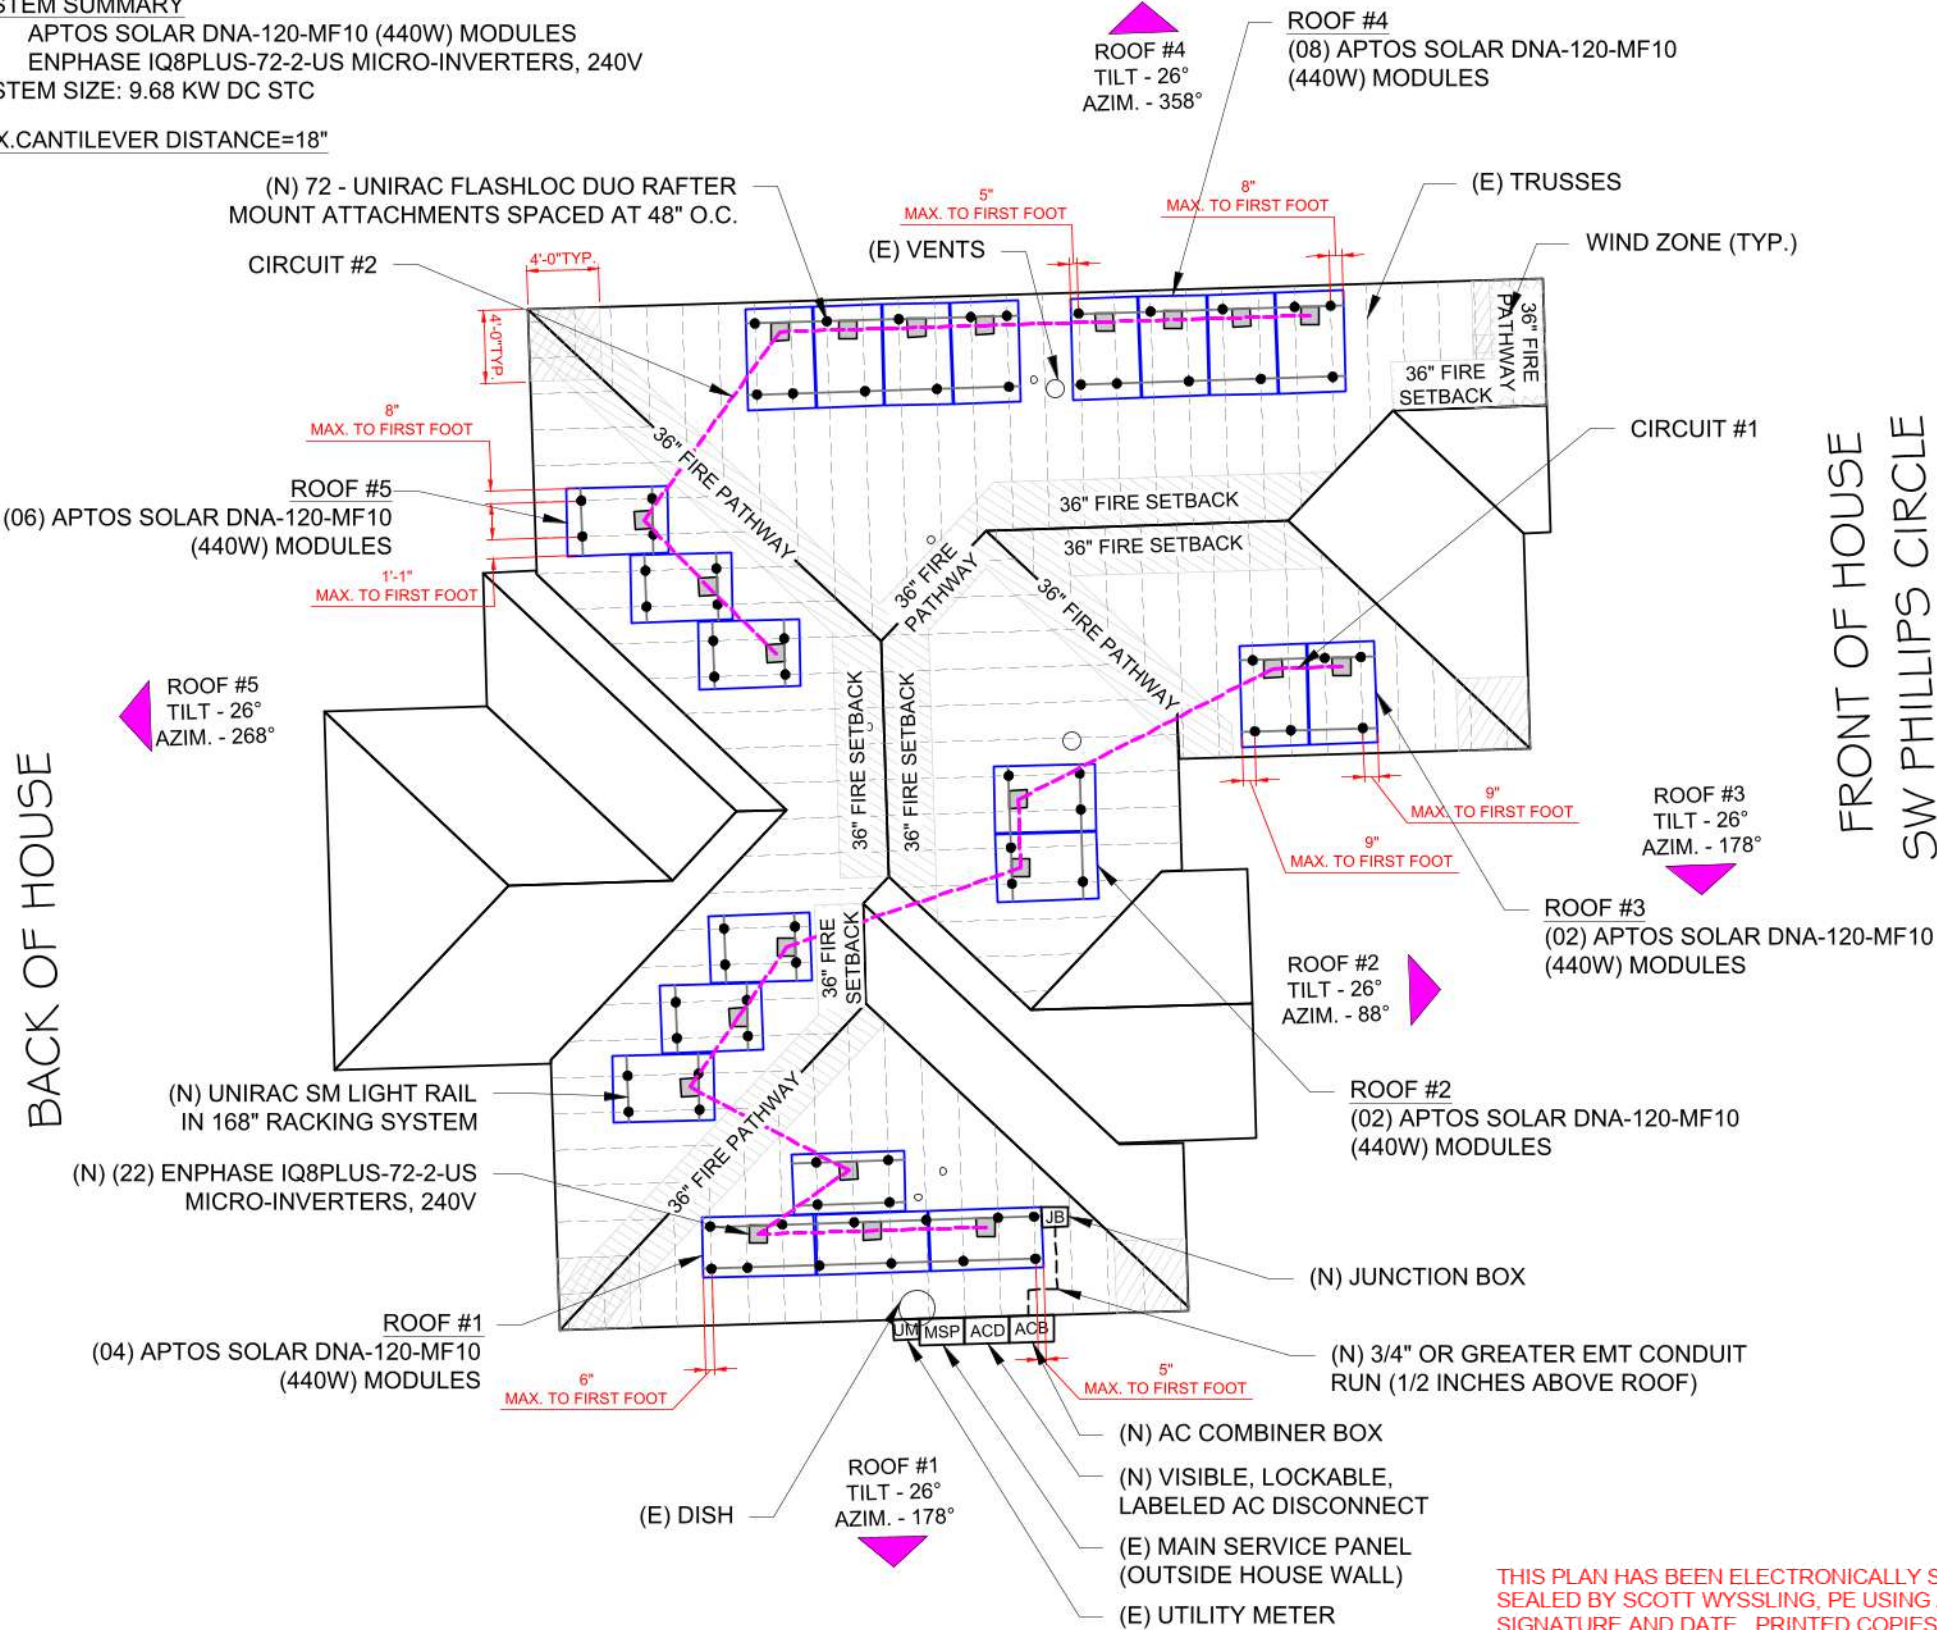 SYSTEM SUMMARY
APTOS SOLAR DNA-120-MF10 (440W) MODULES
ENPHASE IQ8PLUS-72-2-US MICRO-INVERTERS, 240V
SIZE: 9.68 KW DC STC
CANTILEVER DISTANCE=18"
ROOF #4
TILT - 26°
AZIM. - 358°
ROOF #4
(08) APTOS SOLAR DNA-120-MF10
(440W) MODULES
(N) 72 - UNIRAC FLASHLOC DUO RAFTER
MOUNT ATTACHMENTS SPACED AT 48" O.C.
5"
MAX. TO FIRST FOOT
8"
MAX. TO FIRST FOOT
(E) TRUSSES
WIND ZONE (TYP.)
(E) VENTS
CIRCUIT #2
4'-0"TYP.
4'-0"TYP.
36" FIRE
PATHWAY
36" FIRE
SETBACK
8"
MAX. TO FIRST FOOT
CIRCUIT #1
36" FIRE PATHWAY
ROOF #5
(06) APTOS SOLAR DNA-120-MF10
(440W) MODULES
36" FIRE SETBACK
36" FIRE SETBACK
36" FIRE
PATHWAY
36" FIRE PATHWAY
1'-1"
MAX. TO FIRST FOOT
FRONT OF HOUSE
SW PHILLIPS CIRCLE
ROOF #5
TILT - 26°
AZIM. - 268°
36" FIRE SETBACK
36" FIRE SETBACK
BACK OF HOUSE
9"
MAX. TO FIRST FOOT
9"
MAX. TO FIRST FOOT
ROOF #3
TILT - 26°
AZIM. - 178°
ROOF #3
(02) APTOS SOLAR DNA-120-MF10
(440W) MODULES
36" FIRE
SETBACK
ROOF #2
TILT - 26°
AZIM. - 88°
ROOF #2
(02) APTOS SOLAR DNA-120-MF10
(440W) MODULES
(N) UNIRAC SM LIGHT RAIL
IN 168" RACKING SYSTEM
36" FIRE PATHWAY
(N) (22) ENPHASE IQ8PLUS-72-2-US
MICRO-INVERTERS, 240V
JB
(N) JUNCTION BOX
ROOF #1
(04) APTOS SOLAR DNA-120-MF10
(440W) MODULES
UM
MSP
ACD
ACB
(N) 3/4" OR GREATER EMT CONDUIT
RUN (1/2 INCHES ABOVE ROOF)
6"
MAX. TO FIRST FOOT
5"
MAX. TO FIRST FOOT
(N) AC COMBINER BOX
ROOF #1
TILT - 26°
AZIM. - 178°
(N) VISIBLE, LOCKABLE,
LABELED AC DISCONNECT
(E) DISH
(E) MAIN SERVICE PANEL
(OUTSIDE HOUSE WALL)
(E) UTILITY METER
THIS PLAN HAS BEEN ELECTRONICALLY
SEALED BY SCOTT WYSSLING, PE USING
SIGNATURE AND DATE. PRINTED COPIES